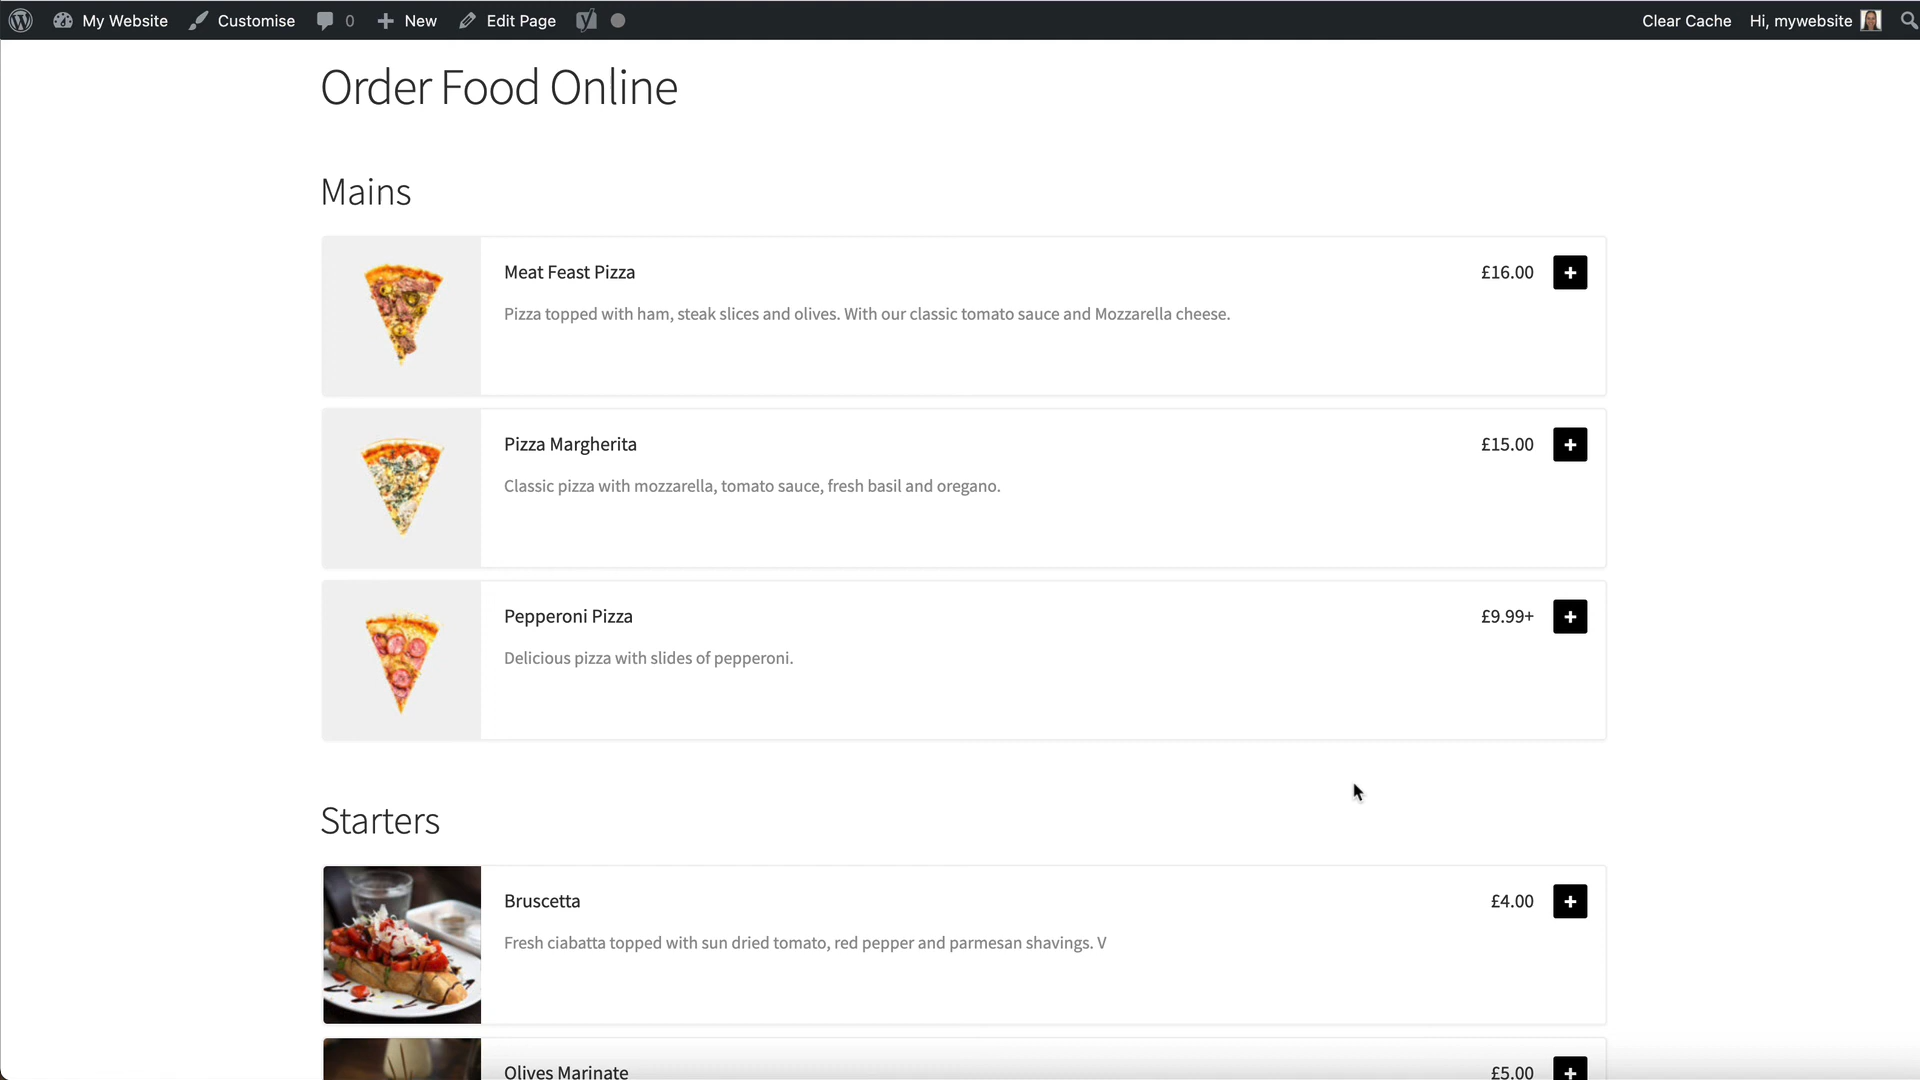 My Website Customise 0 New Edit Page Clear Cache Hi, mywebsite
Order Food Online
Mains
Meat Feast Pizza £16.00 +
Pizza topped with ham, steak slices and olives. With our classic tomato sauce and Mozzarella cheese.
Pizza Margherita £15.00 +
Classic pizza with mozzarella, tomato sauce, fresh basil and oregano.
Pepperoni Pizza £9.99+ +
Delicious pizza with slides of pepperoni.
Starters
Bruscetta £4.00 +
Fresh ciabatta topped with sun dried tomato, red pepper and parmesan shavings. V
Olives Marinate £5.00 +